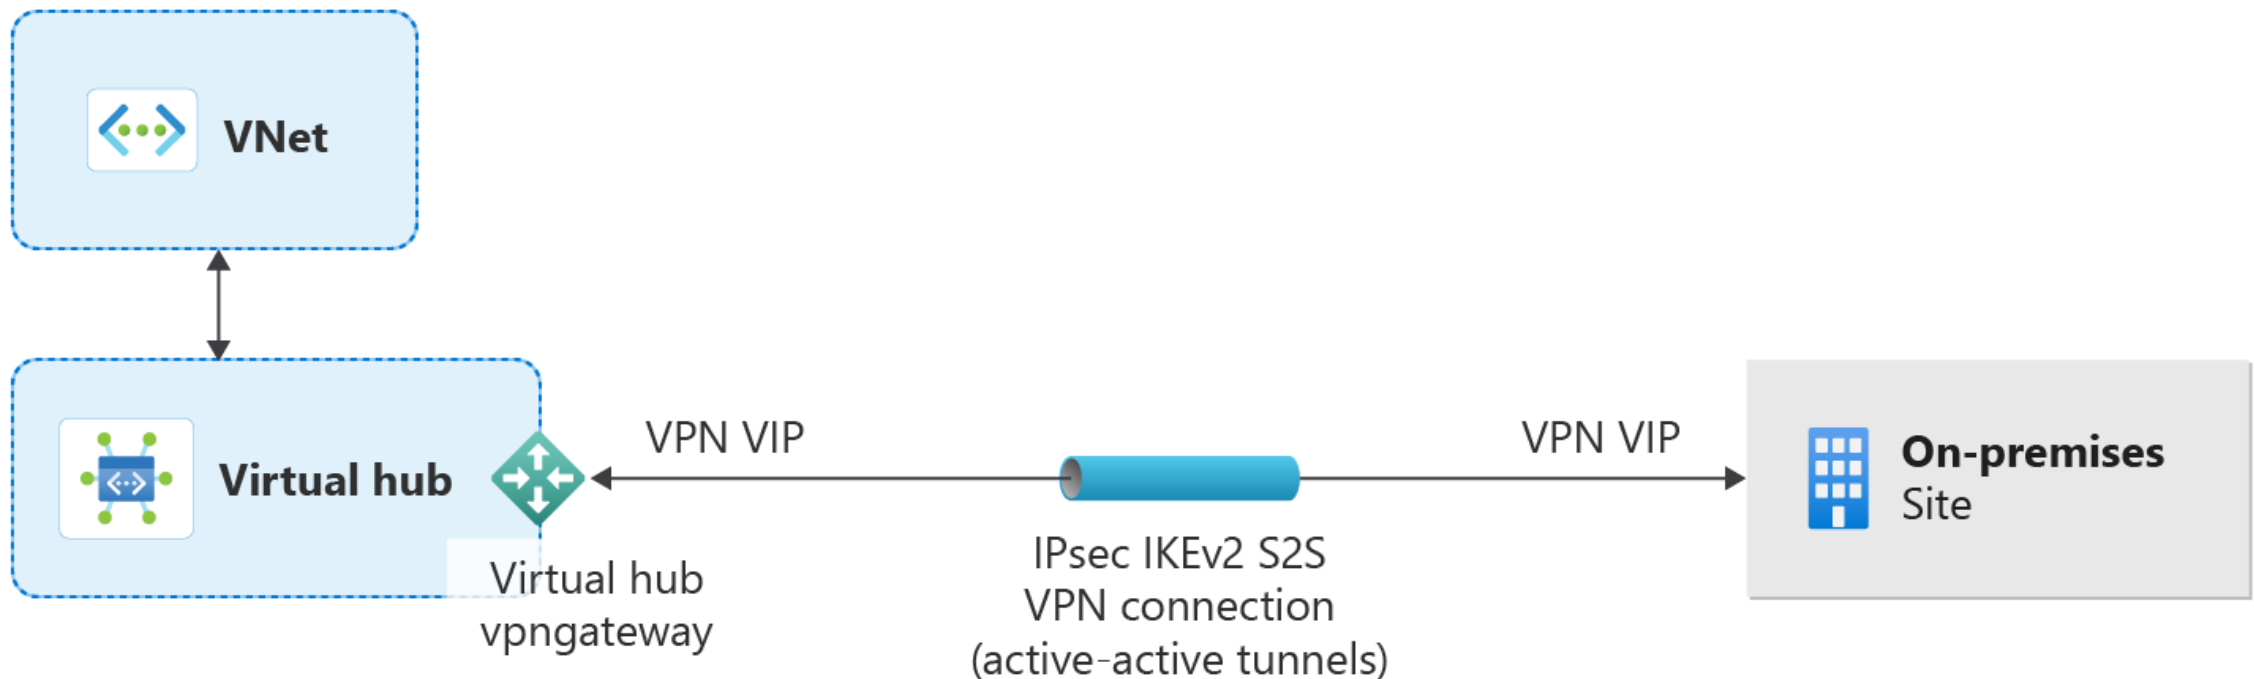 VNet
Virtual hub
VPN VIP
VPN VIP
On-premises
Site
Virtual hub
vpngateway
IPsec IKEv2 S2S
VPN connection
(active-active tunnels)